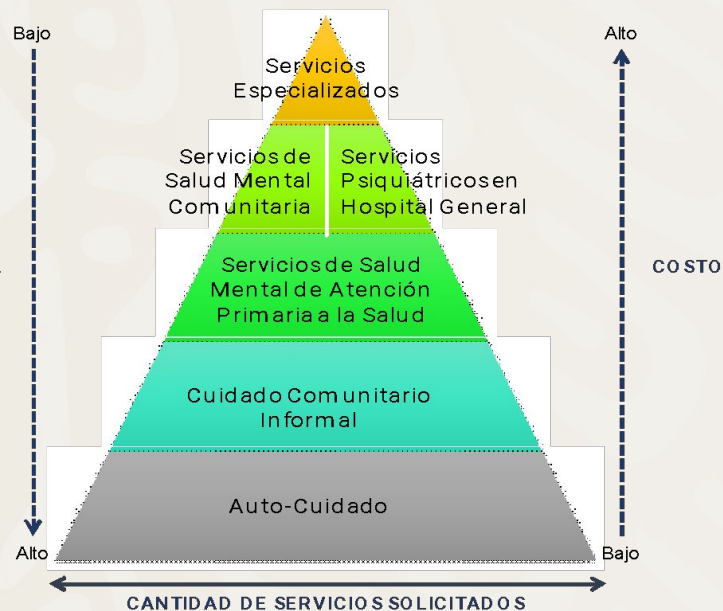 Bajo
Alto
Servicios
Especializados
Servicios de
Salud Mental
Comunitaria
Servicios
Psiquiátricos en
Hospital General
Servicios de Salud
Mental de Atención
Primaria a la Salud
COSTO
Cuidado Comunitario
Informal
Auto-Cuidado
Alto
Bajo
CANTIDAD DE SERVICIOS SOLICITADOS